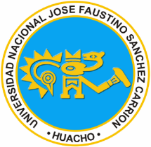 UNIVERSIDAD NACIONAL JOSE FAUSTINO SANCHEZ CARRION
• HUACHO •